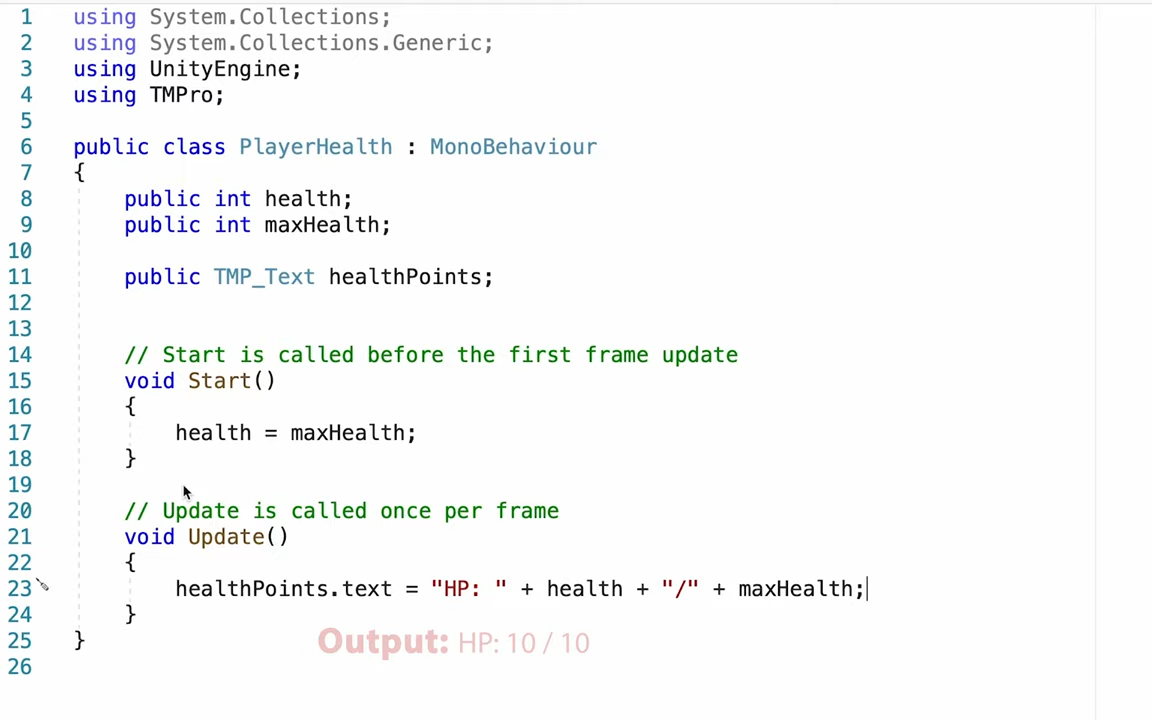 1 using System.Collections;
2 using System.Collections.Generic;
3 using UnityEngine;
4 using TMPro;
5
6 public class PlayerHealth : MonoBehaviour
7 {
8     public int health;
9     public int maxHealth;
10
11     public TMP_Text healthPoints;
12
13
14     // Start is called before the first frame update
15     void Start()
16     {
17         health = maxHealth;
18     }
19
20     // Update is called once per frame
21     void Update()
22     {
23         healthPoints.text = "HP: " + health + "/" + maxHealth;
24     }
25 }
Output: HP: 10 / 10
26